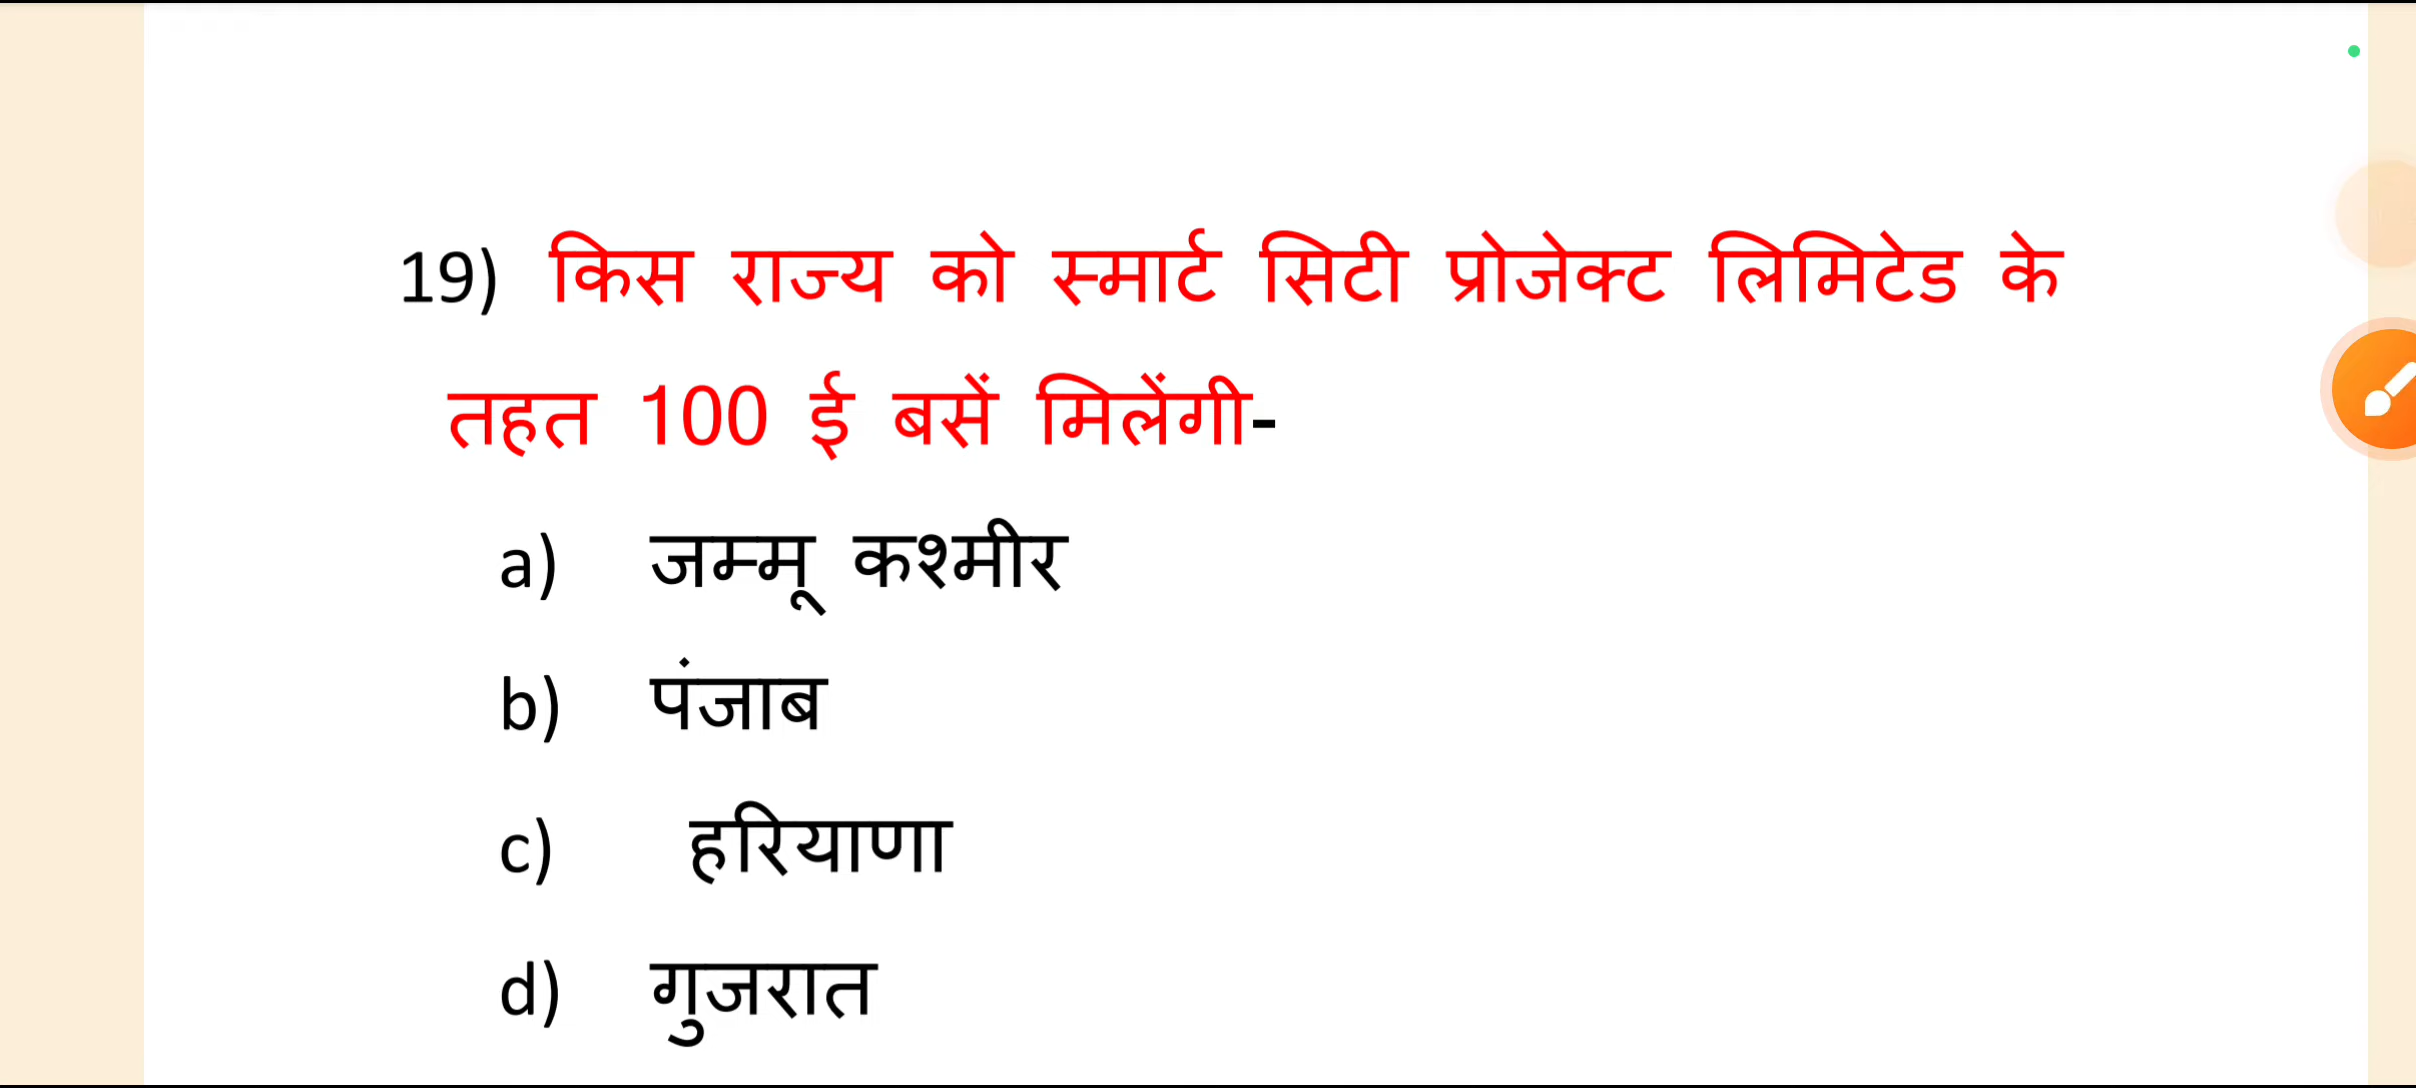 19) किस राज्य को स्मार्ट सिटी प्रोजेक्ट लिमिटेड के
तहत 100 ई बसें मिलेंगी-
a) जम्मू कश्मीर
b) पंजाब
c) हरियाणा
d) गुजरात